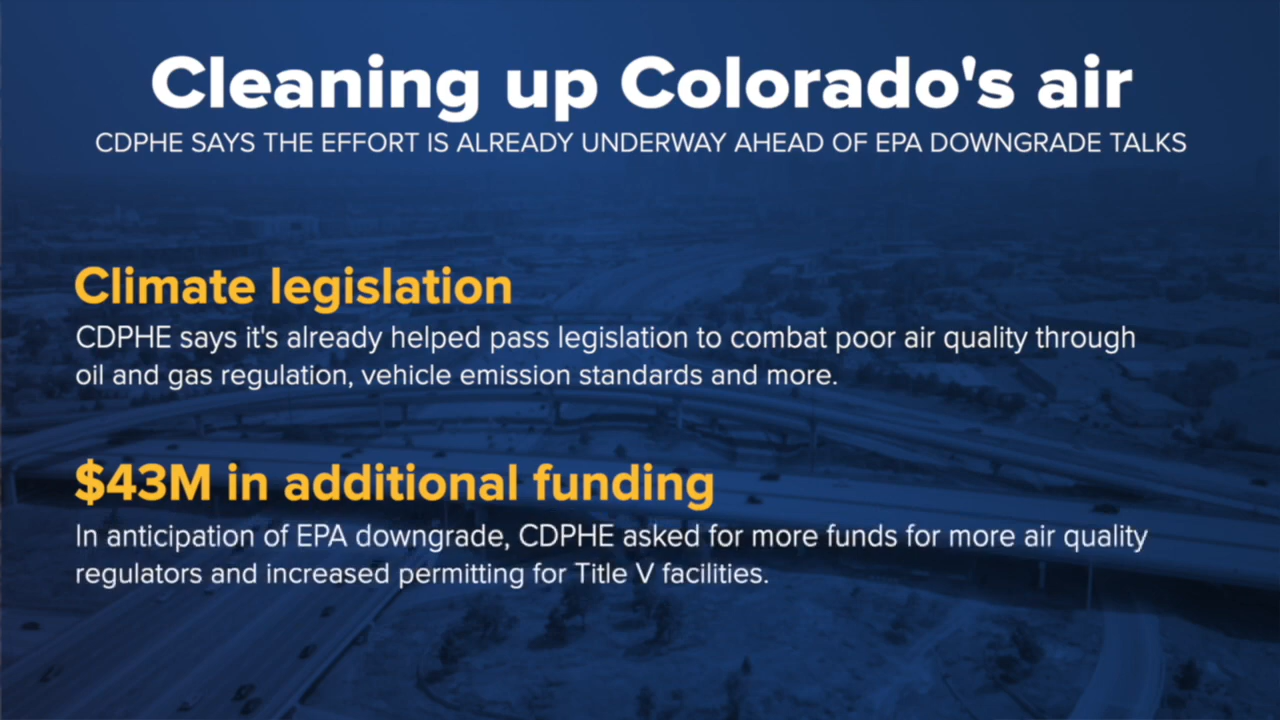 Cleaning up Colorado's air
CDPHE SAYS THE EFFORT IS ALREADY UNDERWAY AHEAD OF EPA DOWNGRADE TALKS
Climate legislation
CDPHE says it's already helped pass legislation to combat poor air quality through
oil and gas regulation, vehicle emission standards and more.
$43M in additional funding
In anticipation of EPA downgrade, CDPHE asked for more funds for more air quality
regulators and increased permitting for Title V facilities.